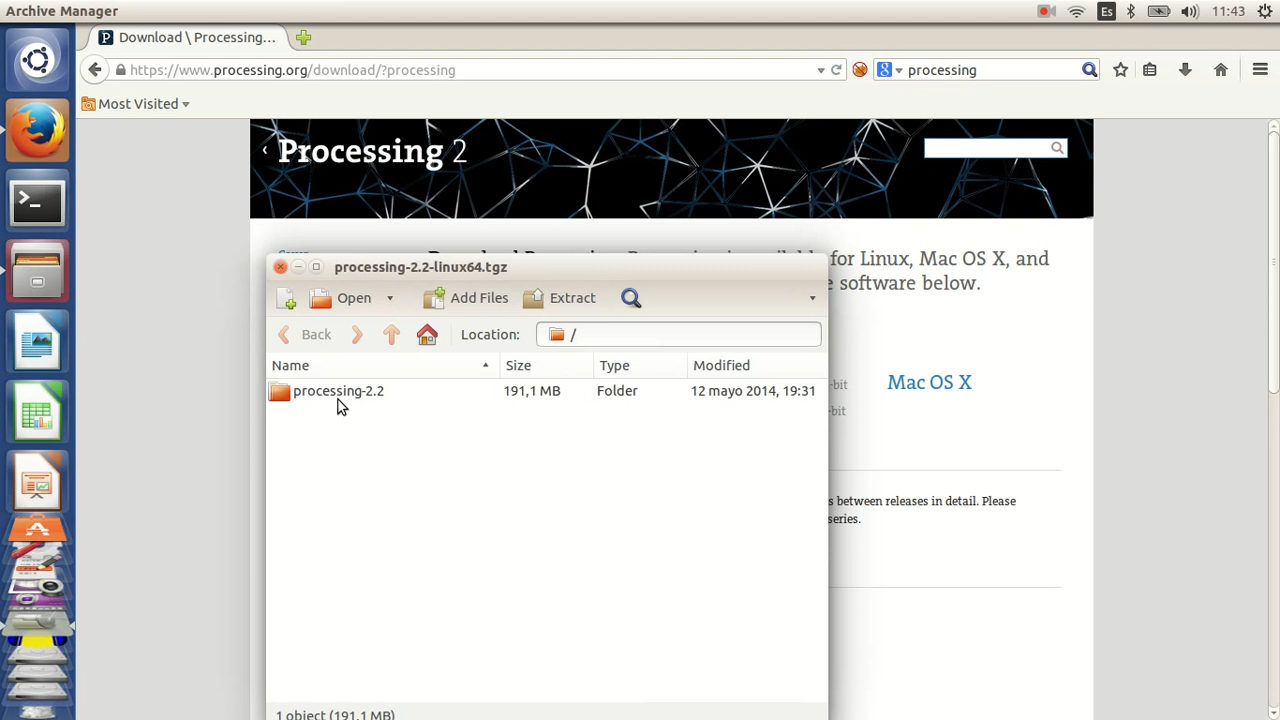 Archive Manager
Es
11:43
Download \ Processing...
https://www.processing.org/download/?processing
8
processing
Most Visited
Processing 2
for Linux, Mac OS X, and
e software below.
processing-2.2-linux64.tgz
Open
Add Files
Extract
Back
Location:
/
Name
Size
Type
Modified
processing-2.2
191,1 MB
Folder
12 mayo 2014, 19:31
-bit
Mac OS X
-bit
s between releases in detail. Please
series.
1 object (191,1 MB)